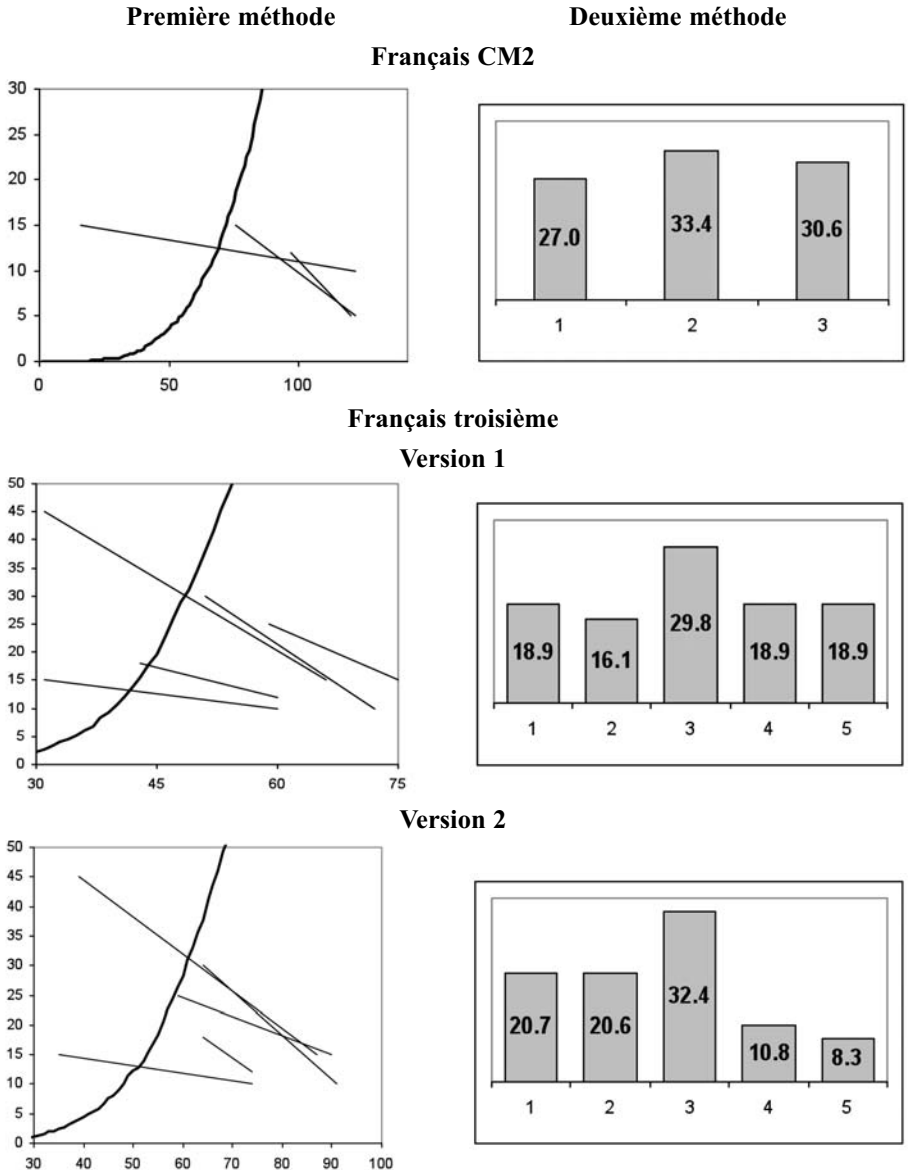 Première méthode Deuxième méthode
Français CM2
30
25
20
15
10
5
0
0 50 100
27.0 33.4 30.6
1 2 3
Français troisième
Version 1
50
45
40
35
30
25
20
15
10
5
0
30 45 60 75
18.9 16.1 29.8 18.9 18.9
1 2 3 4 5
Version 2
50
45
40
35
30
25
20
15
10
5
0
30 40 50 60 70 80 90 100
20.7 20.6 32.4 10.8 8.3
1 2 3 4 5